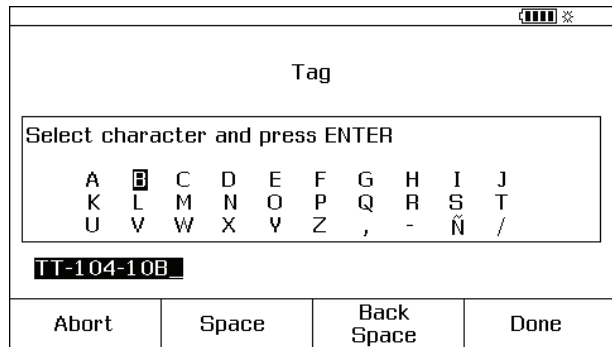 Tag
Select character and press ENTER
A B C D E F G H I J
K L M N O P Q R S T
U V W X Y Z , - Ñ /
TT-104-10B_
Abort Space Back Space Done